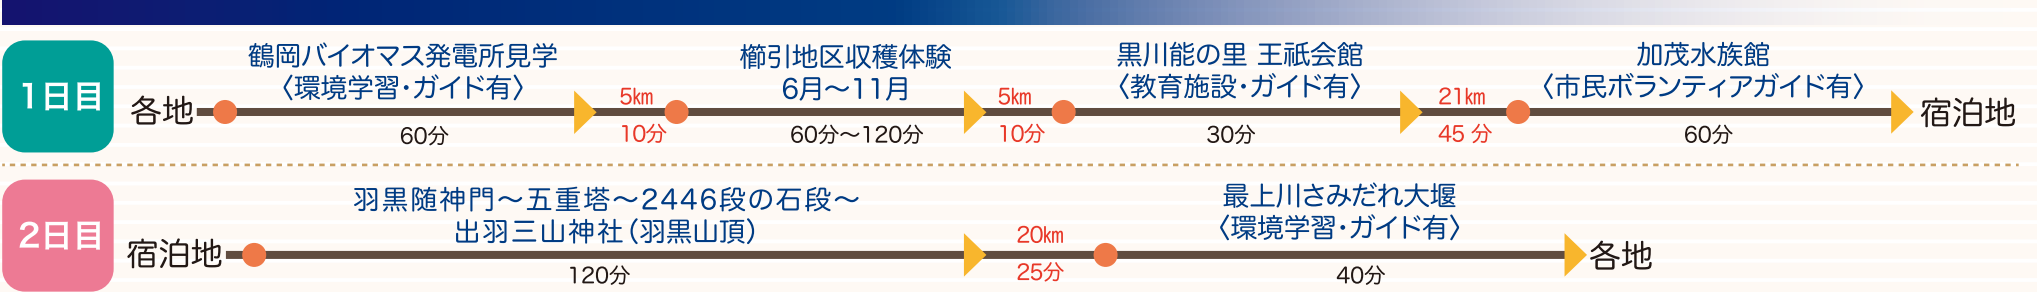 1日目
各地
鶴岡バイオマス発電所見学
〈環境学習・ガイド有〉
60分
5km
10分
櫛引地区収穫体験
6月～11月
60分～120分
5km
10分
黒川能の里 王祇会館
〈教育施設・ガイド有〉
30分
21km
45 分
加茂水族館
〈市民ボランティアガイド有〉
60分
宿泊地
2日目
宿泊地
羽黒随神門～五重塔～2446段の石段～
出羽三山神社（羽黒山頂）
120分
20km
25分
最上川さみだれ大堰
〈環境学習・ガイド有〉
40分
各地